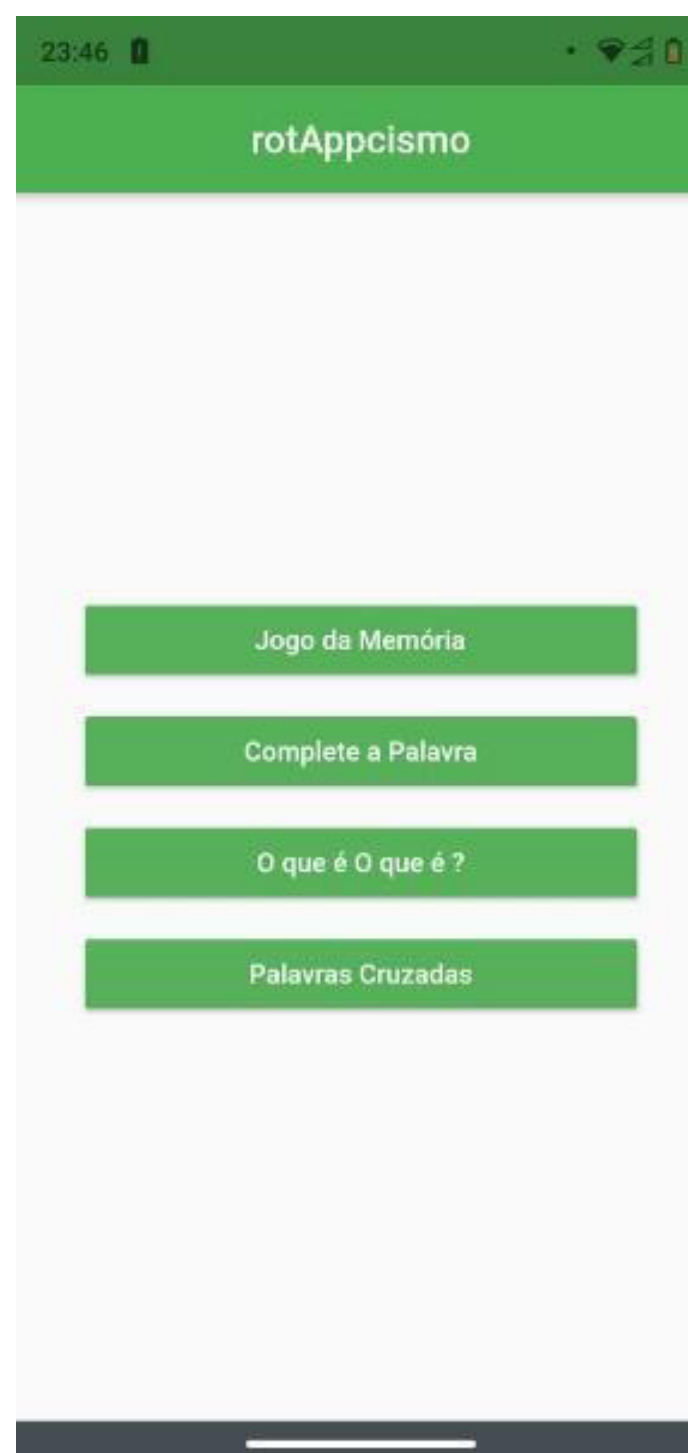 23:46
rotAppcismo
Jogo da Memória
Complete a Palavra
O que é O que é ?
Palavras Cruzadas